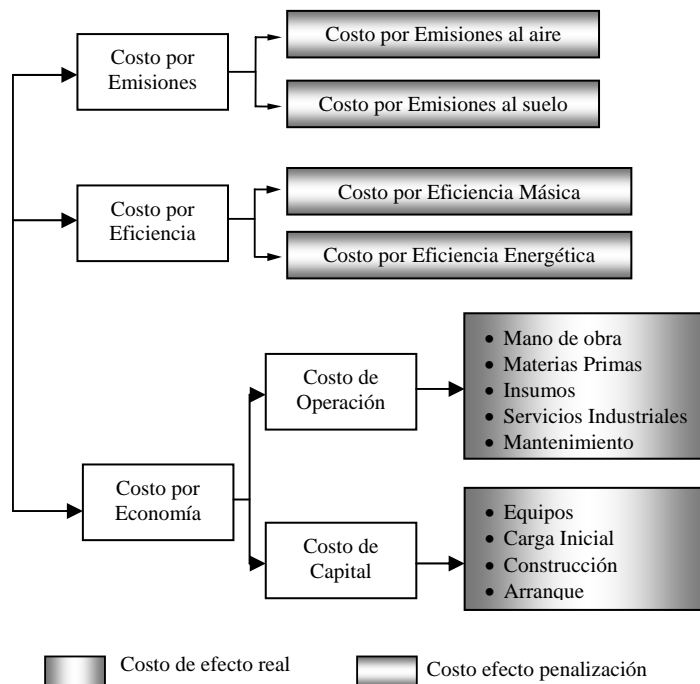 Costo por
Emisiones
Costo por Emisiones al aire
Costo por Emisiones al suelo
Costo por
Eficiencia
Costo por Eficiencia Másica
Costo por Eficiencia Energética
Costo por
Economía
Costo de
Operación
• Mano de obra
• Materias Primas
• Insumos
• Servicios Industriales
• Mantenimiento
Costo de
Capital
• Equipos
• Carga Inicial
• Construcción
• Arranque
Costo de efecto real
Costo efecto penalización